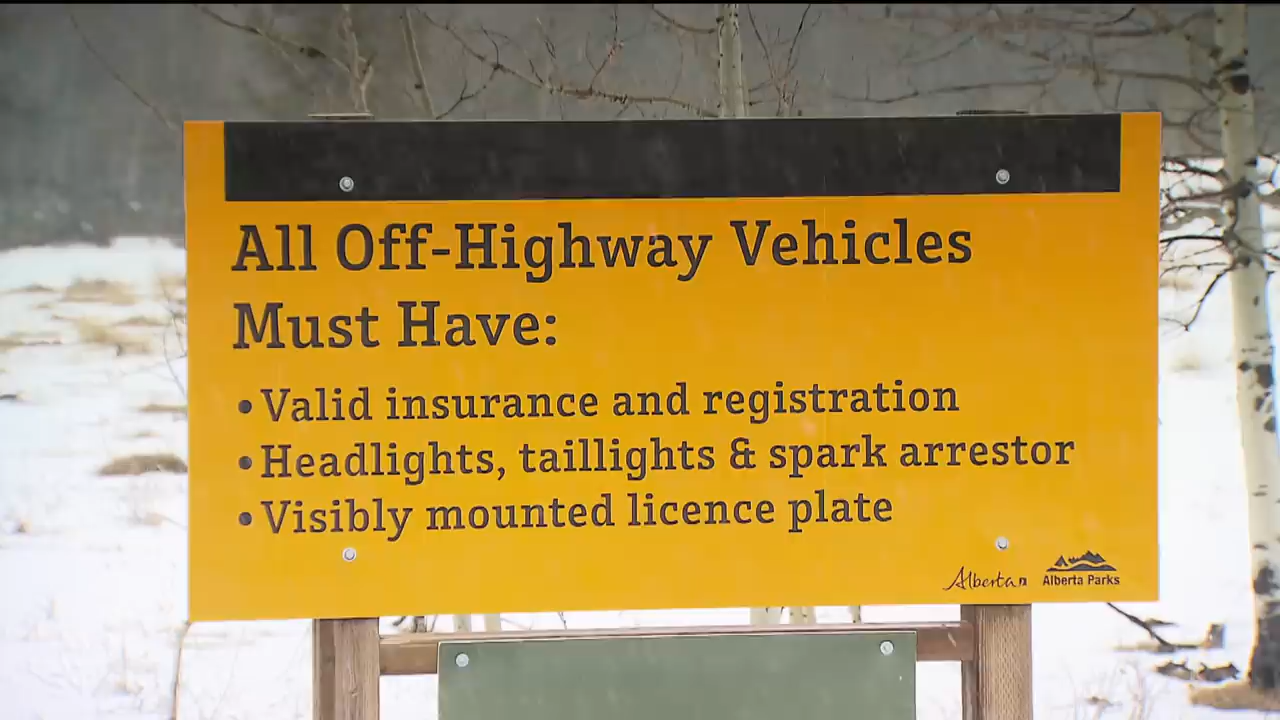 All Off-Highway Vehicles
Must Have:
• Valid insurance and registration
• Headlights, taillights & spark arrestor
• Visibly mounted licence plate
Alberta
Alberta Parks